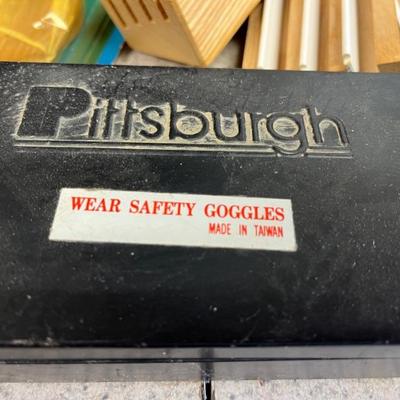 Pittsburgh
WEAR SAFETY GOGGLES
MADE IN TAIWAN